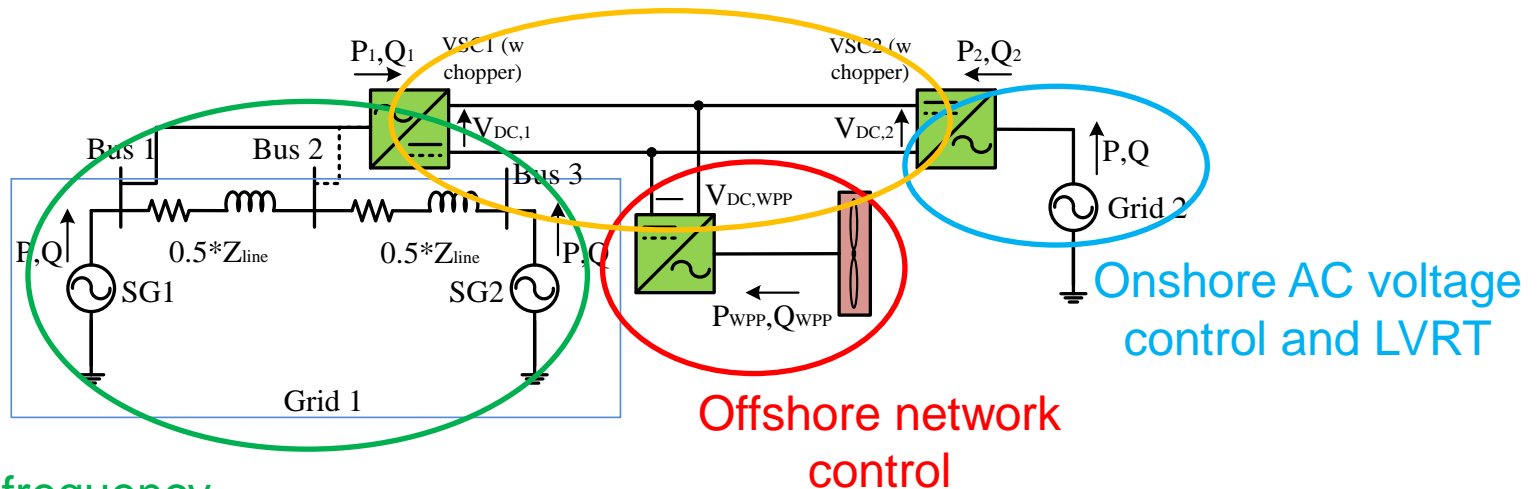 P1,Q1
VSC1 (w
chopper)
VSC2 (w
chopper)
P2,Q2
VDC,1
VDC,2
P,Q
Bus 1
Bus 2
Bus 3
VDC,WPP
Grid 2
P,Q
0.5*Zline
0.5*Zline
P,Q
SG1
SG2
PWPP,QWPP
Grid 1
Onshore AC voltage
control and LVRT
Offshore network
control
frequency